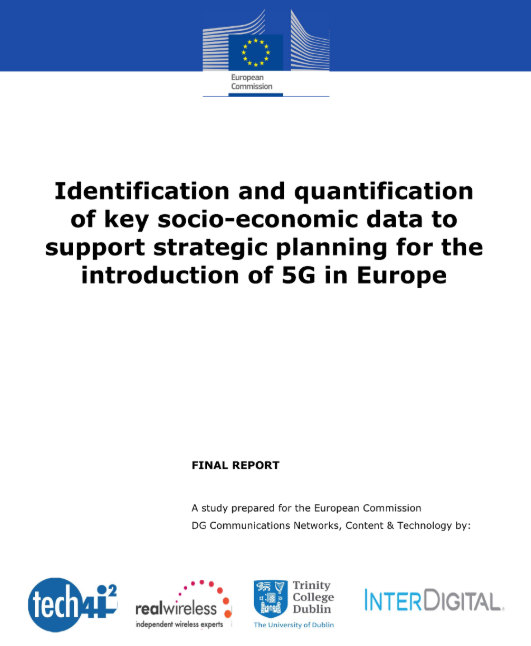 European
Commission
Identification and quantification
of key socio-economic data to
support strategic planning for the
introduction of 5G in Europe
FINAL REPORT
A study prepared for the European Commission
DG Communications Networks, Content & Technology by:
tech4i2
realwireless
independent wireless experts
Trinity
College
Dublin
The University of Dublin
INTERDIGITAL.